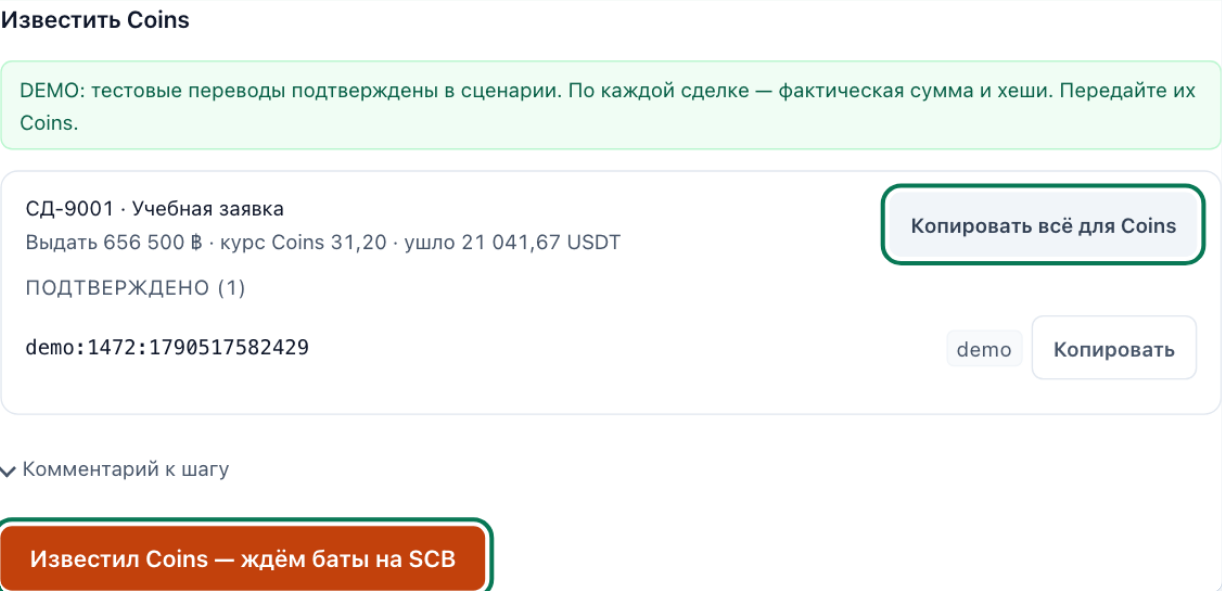 Известить Coins
DEMO: тестовые переводы подтверждены в сценарии. По каждой сделке — фактическая сумма и хеши. Передайте их
Coins.
СД-9001 · Учебная заявка
Копировать всё для Coins
Выдать 656 500 ฿ · курс Coins 31,20 · ушло 21 041,67 USDT
ПОДТВЕРЖДЕНО (1)
demo:1472:1790517582429
demo
Копировать
Комментарий к шагу
Известил Coins — ждём баты на SCB